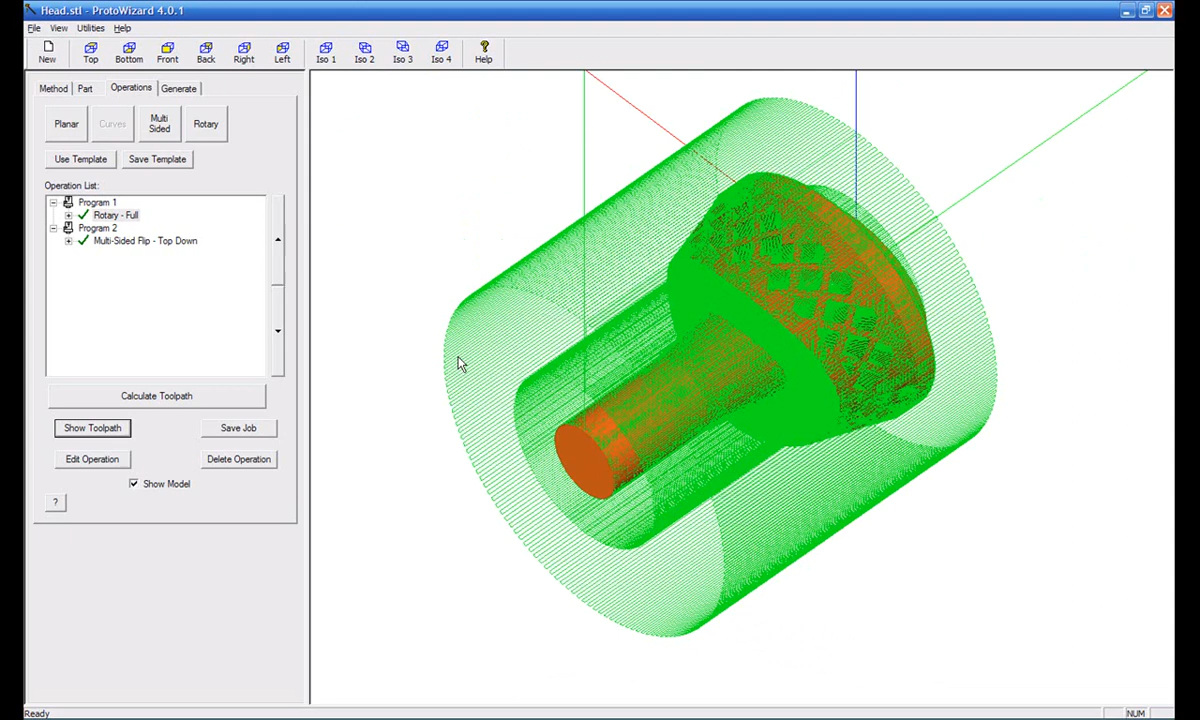 Head.stl - ProtoWizard 4.0.1
File View Utilities Help
New Top Bottom Front Back Right Left Iso 1 Iso 2 Iso 3 Iso 4 Help
Method Part Operations Generate
Planar Curves Multi Sided Rotary
Use Template Save Template
Operation List:
Program 1
Rotary - Full
Program 2
Multi-Sided Flip - Top Down
Calculate Toolpath
Show Toolpath Save Job
Edit Operation Delete Operation
Show Model
?
Ready NUM